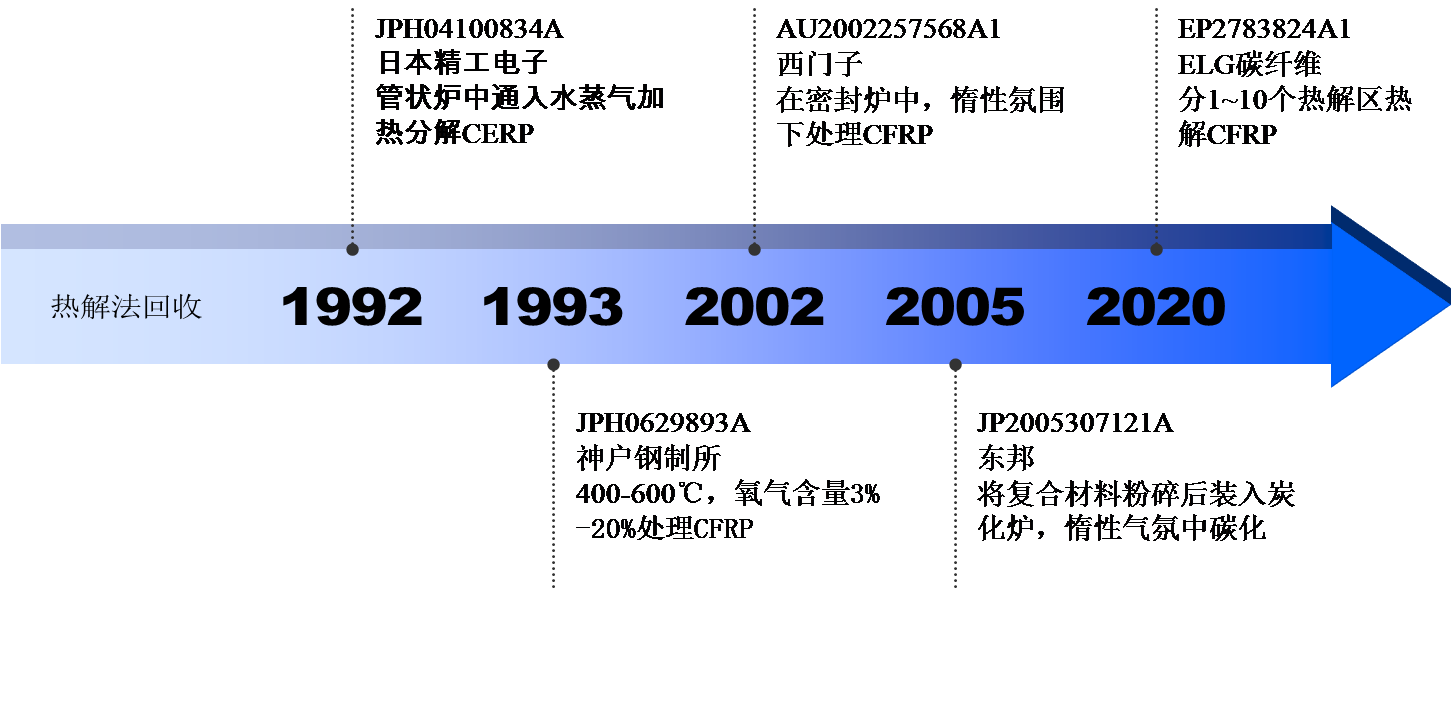 JPH04100834A
日本精工电子
管状炉中通入水蒸气加
热分解CERP
AU2002257568A1
西门子
在密封炉中，惰性氛围
下处理CFRP
EP2783824A1
ELG碳纤维
分1~10个热解区热
解CFRP
热解法回收
1992
1993
2002
2005
2020
JPH0629893A
神户钢制所
400-600℃，氧气含量3%
-20%处理CFRP
JP2005307121A
东邦
将复合材料粉碎后装入炭
化炉，惰性气氛中碳化